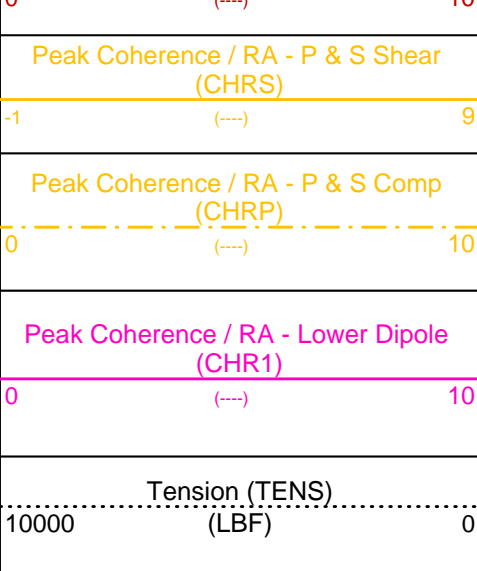 0 (----) 10
Peak Coherence / RA - P & S Shear
(CHRS)
-1 (----) 9
Peak Coherence / RA - P & S Comp
(CHRP)
0 (----) 10
Peak Coherence / RA - Lower Dipole
(CHR1)
0 (----) 10
Tension (TENS)
10000 (LBF) 0